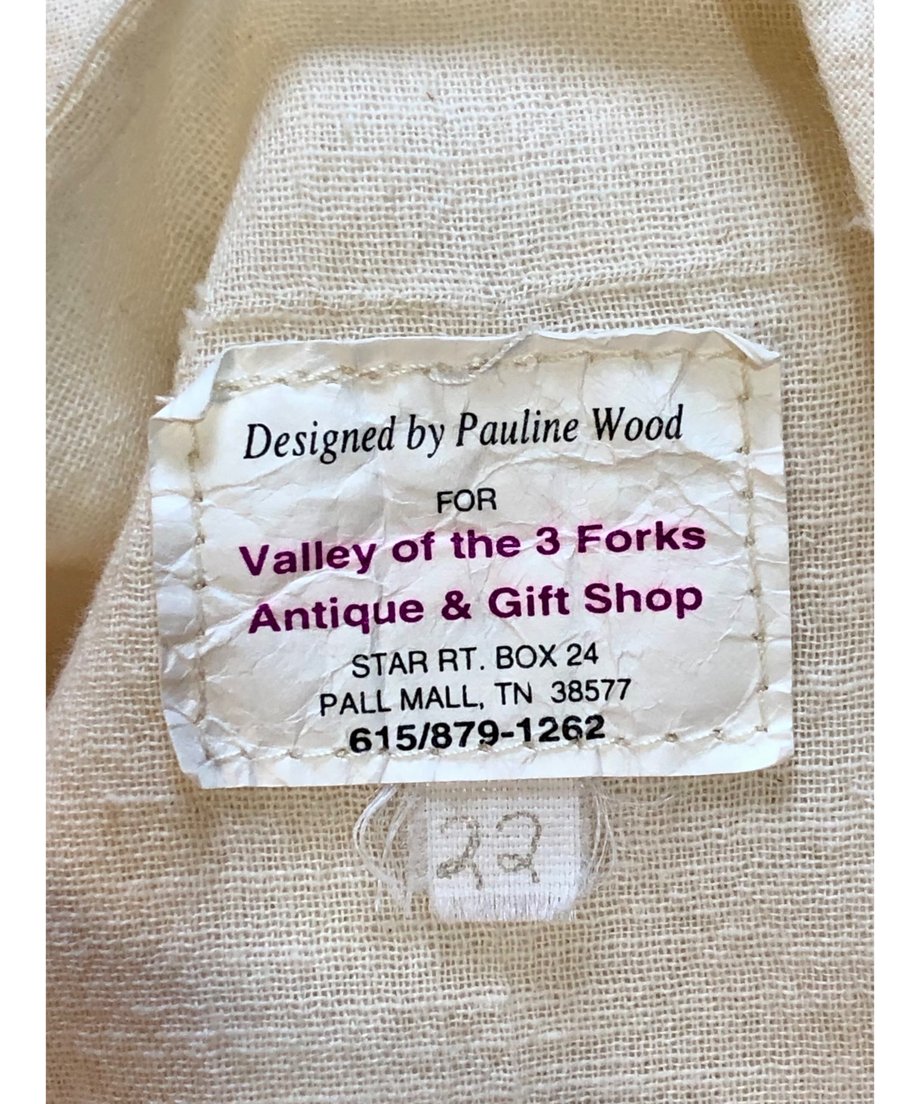 Designed by Pauline Wood
FOR
Valley of the 3 Forks
Antique & Gift Shop
STAR RT. BOX 24
PALL MALL, TN 38577
615/879-1262
22